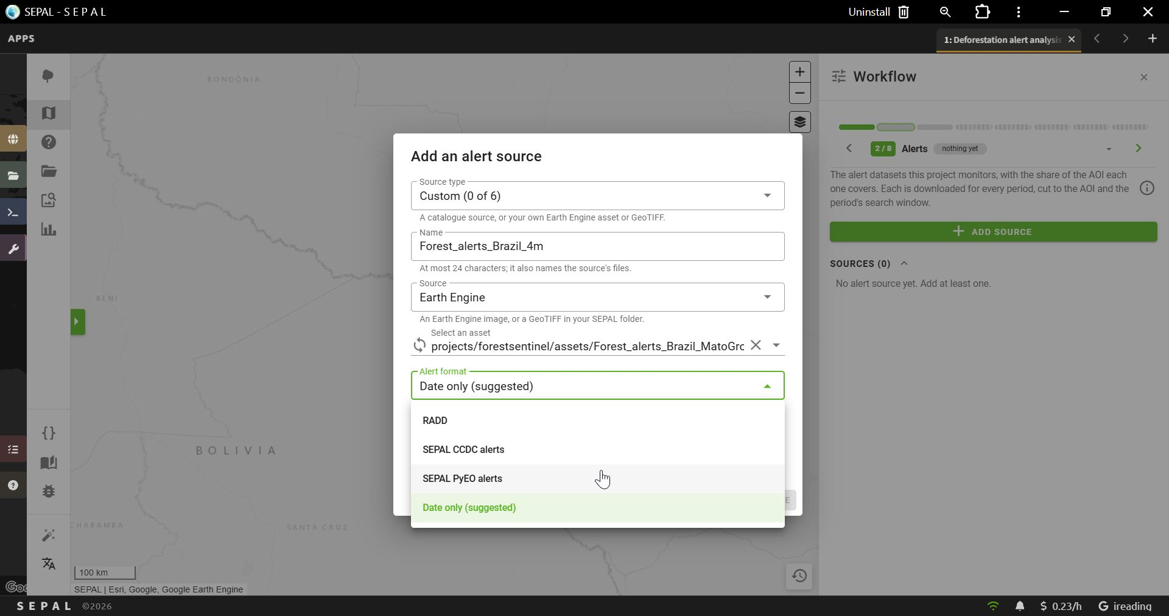 SEPAL - S E P A L
Uninstall
APPS
1: Deforestation alert analysis
RONDÔNIA
BENI
BOLIVIA
CHABAMBA
SANTA CRUZ
100 km
SEPAL | Esri, Google, Google Earth Engine
Add an alert source
Source type
Custom (0 of 6)
A catalogue source, or your own Earth Engine asset or GeoTIFF.
Name
Forest_alerts_Brazil_4m
At most 24 characters; it also names the source's files.
Source
Earth Engine
An Earth Engine image, or a GeoTIFF in your SEPAL folder.
Select an asset
projects/forestsentinel/assets/Forest_alerts_Brazil_MatoGrc
Alert format
Date only (suggested)
RADD
SEPAL CCDC alerts
SEPAL PyEO alerts
Date only (suggested)
Workflow
2 / 8 Alerts nothing yet
The alert datasets this project monitors, with the share of the AOI each
one covers. Each is downloaded for every period, cut to the AOI and the
period's search window.
ADD SOURCE
SOURCES (0)
No alert source yet. Add at least one.
S E P A L ©2026
$ 0.23/h
ireading